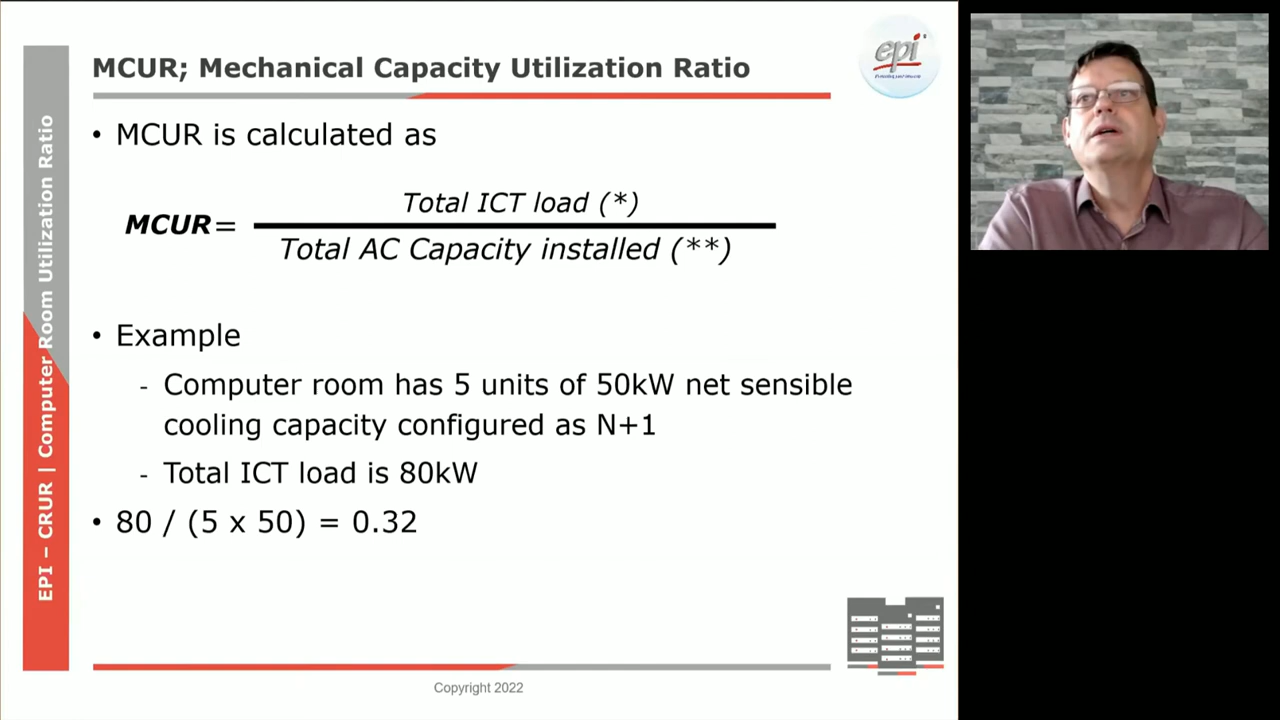 MCUR; Mechanical Capacity Utilization Ratio
epi
EPI – CRUR | Computer Room Utilization Ratio
• MCUR is calculated as
MCUR= Total ICT load (*)
Total AC Capacity installed (**)
• Example
- Computer room has 5 units of 50kW net sensible
cooling capacity configured as N+1
- Total ICT load is 80kW
• 80 / (5 x 50) = 0.32
Copyright 2022